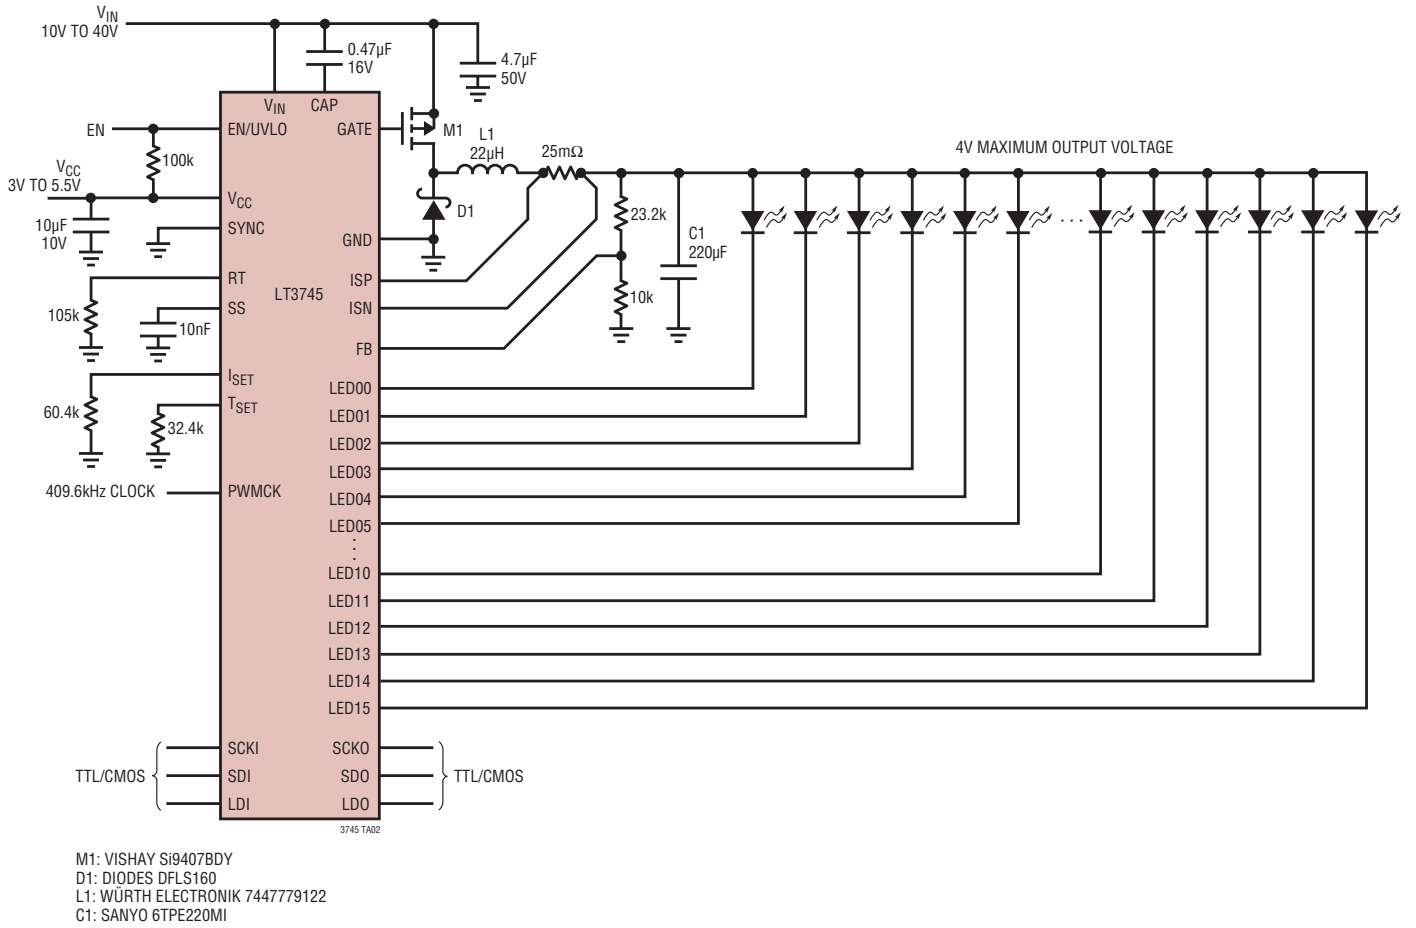 VIN
10V TO 40V
0.47µF
16V
4.7µF
50V
VIN
CAP
EN
EN/UVLO
GATE
M1
L1
22µH
25mΩ
4V MAXIMUM OUTPUT VOLTAGE
100k
VCC
3V TO 5.5V
VCC
D1
23.2k
10µF
10V
SYNC
GND
C1
220µF
RT
ISP
LT3745
10k
105k
SS
ISN
10nF
FB
ISET
LED00
60.4k
TSET
LED01
32.4k
LED02
LED03
409.6kHz CLOCK
PWMCK
LED04
LED05
LED10
LED11
LED12
LED13
LED14
LED15
SCKI
SCKO
TTL/CMOS
SDI
SDO
TTL/CMOS
LDI
LDO
3745 TA02
M1: VISHAY Si9407BDY
D1: DIODES DFLS160
L1: WÜRTH ELECTRONIK 7447779122
C1: SANYO 6TPE220MI